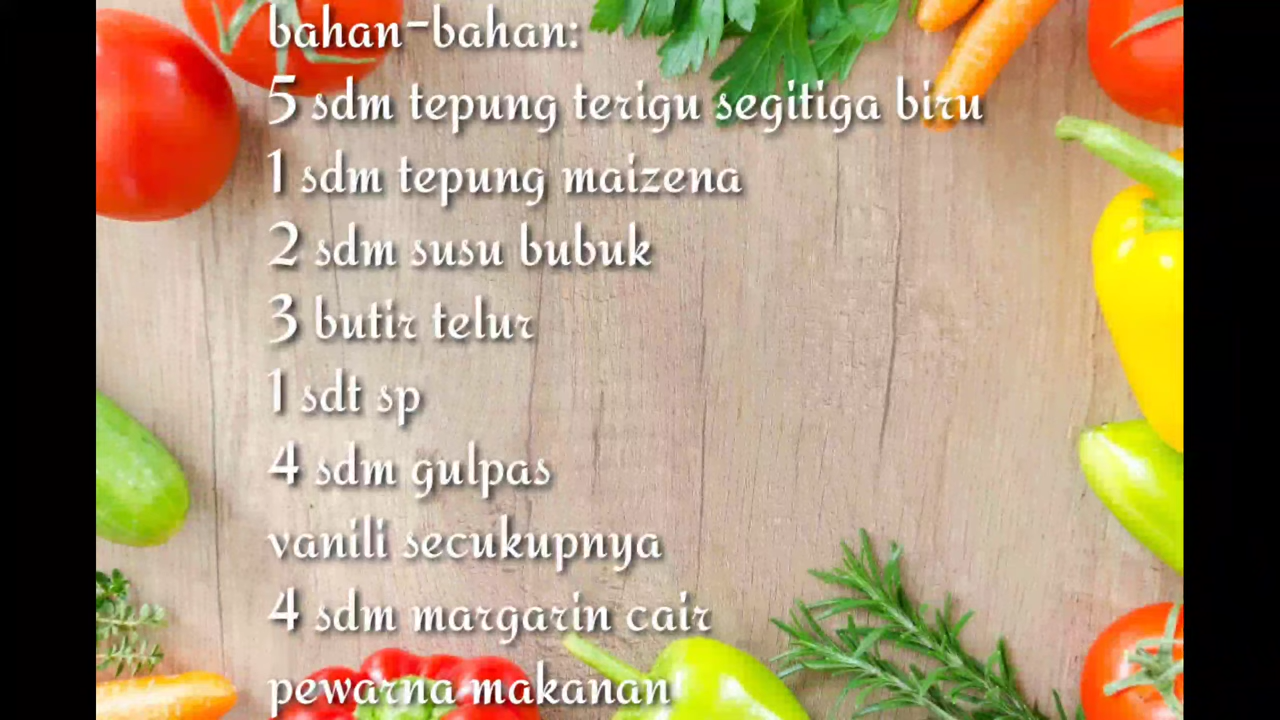 bahan-bahan:
5 sdm tepung terigu segitiga biru
1 sdm tepung maizena
2 sdm susu bubuk
3 butir telur
1 sdt sp
4 sdm gulpas
vanili secukupnya
4 sdm margarin cair
pewarna makanan